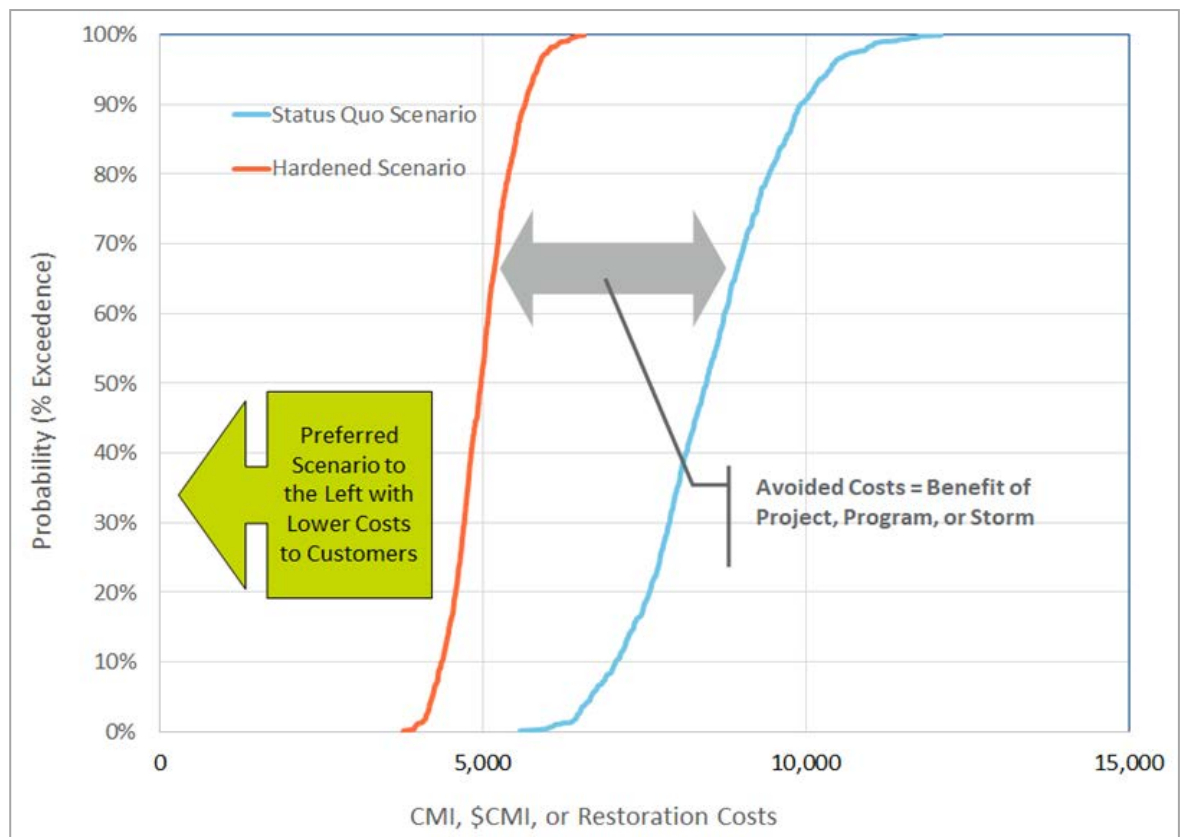 100%
90%
80%
70%
60%
50%
40%
30%
20%
10%
0%
Probability (% Exceedence)
Status Quo Scenario
Hardened Scenario
Preferred
Scenario to
the Left with
Lower Costs
to Customers
Avoided Costs = Benefit of
Project, Program, or Storm
0
5,000
10,000
15,000
CMI, $CMI, or Restoration Costs